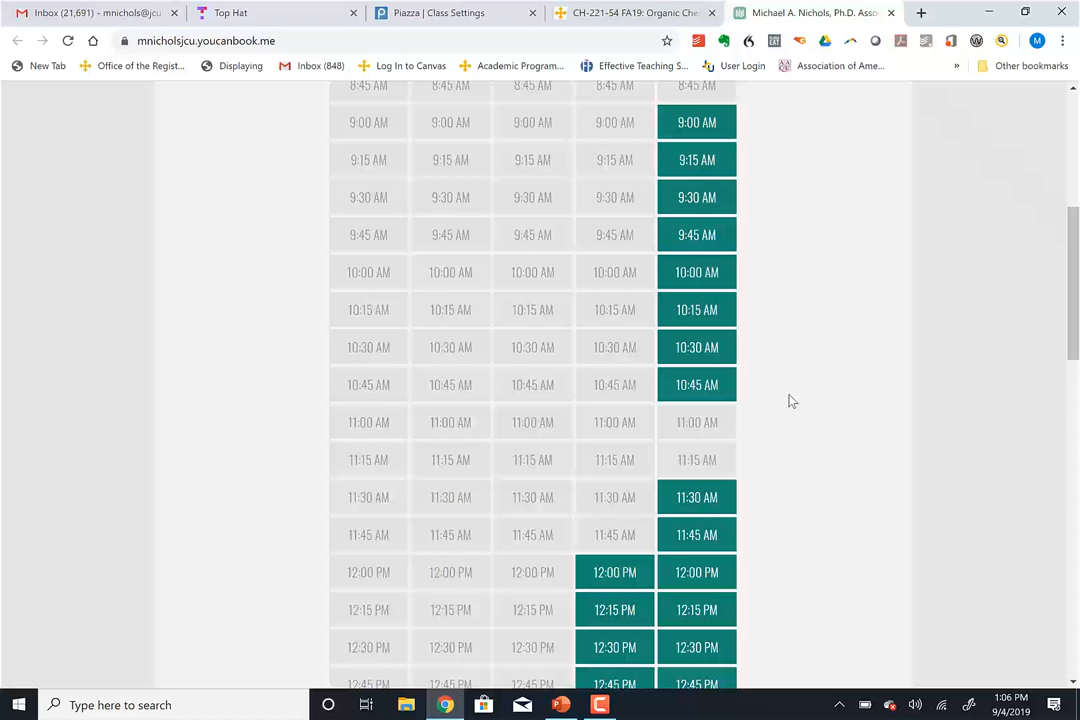 Inbox (21,691) - mnichols@jcu
Top Hat
Piazza | Class Settings
CH-221-54 FA19: Organic Che
Michael A. Nichols, Ph.D. Asso
mnicholsjcu.youcanbook.me
New Tab
Office of the Regist...
Displaying
Inbox (848)
Log In to Canvas
Academic Program...
Effective Teaching S...
User Login
Association of Ame...
»
Other bookmarks
8:45 AM 8:45 AM 8:45 AM 8:45 AM 8:45 AM
9:00 AM 9:00 AM 9:00 AM 9:00 AM 9:00 AM
9:15 AM 9:15 AM 9:15 AM 9:15 AM 9:15 AM
9:30 AM 9:30 AM 9:30 AM 9:30 AM 9:30 AM
9:45 AM 9:45 AM 9:45 AM 9:45 AM 9:45 AM
10:00 AM 10:00 AM 10:00 AM 10:00 AM 10:00 AM
10:15 AM 10:15 AM 10:15 AM 10:15 AM 10:15 AM
10:30 AM 10:30 AM 10:30 AM 10:30 AM 10:30 AM
10:45 AM 10:45 AM 10:45 AM 10:45 AM 10:45 AM
11:00 AM 11:00 AM 11:00 AM 11:00 AM 11:00 AM
11:15 AM 11:15 AM 11:15 AM 11:15 AM 11:15 AM
11:30 AM 11:30 AM 11:30 AM 11:30 AM 11:30 AM
11:45 AM 11:45 AM 11:45 AM 11:45 AM 11:45 AM
12:00 PM 12:00 PM 12:00 PM 12:00 PM 12:00 PM
12:15 PM 12:15 PM 12:15 PM 12:15 PM 12:15 PM
12:30 PM 12:30 PM 12:30 PM 12:30 PM 12:30 PM
12:45 PM 12:45 PM 12:45 PM 12:45 PM 12:45 PM
Type here to search
1:06 PM
9/4/2019